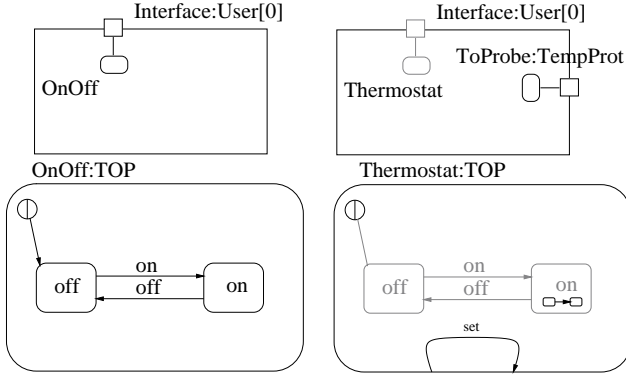 Interface:User[0]
OnOff
OnOff:TOP
on
off
off
on
Interface:User[0]
ToProbe:TempProt
Thermostat
Thermostat:TOP
on
off
off
on
set